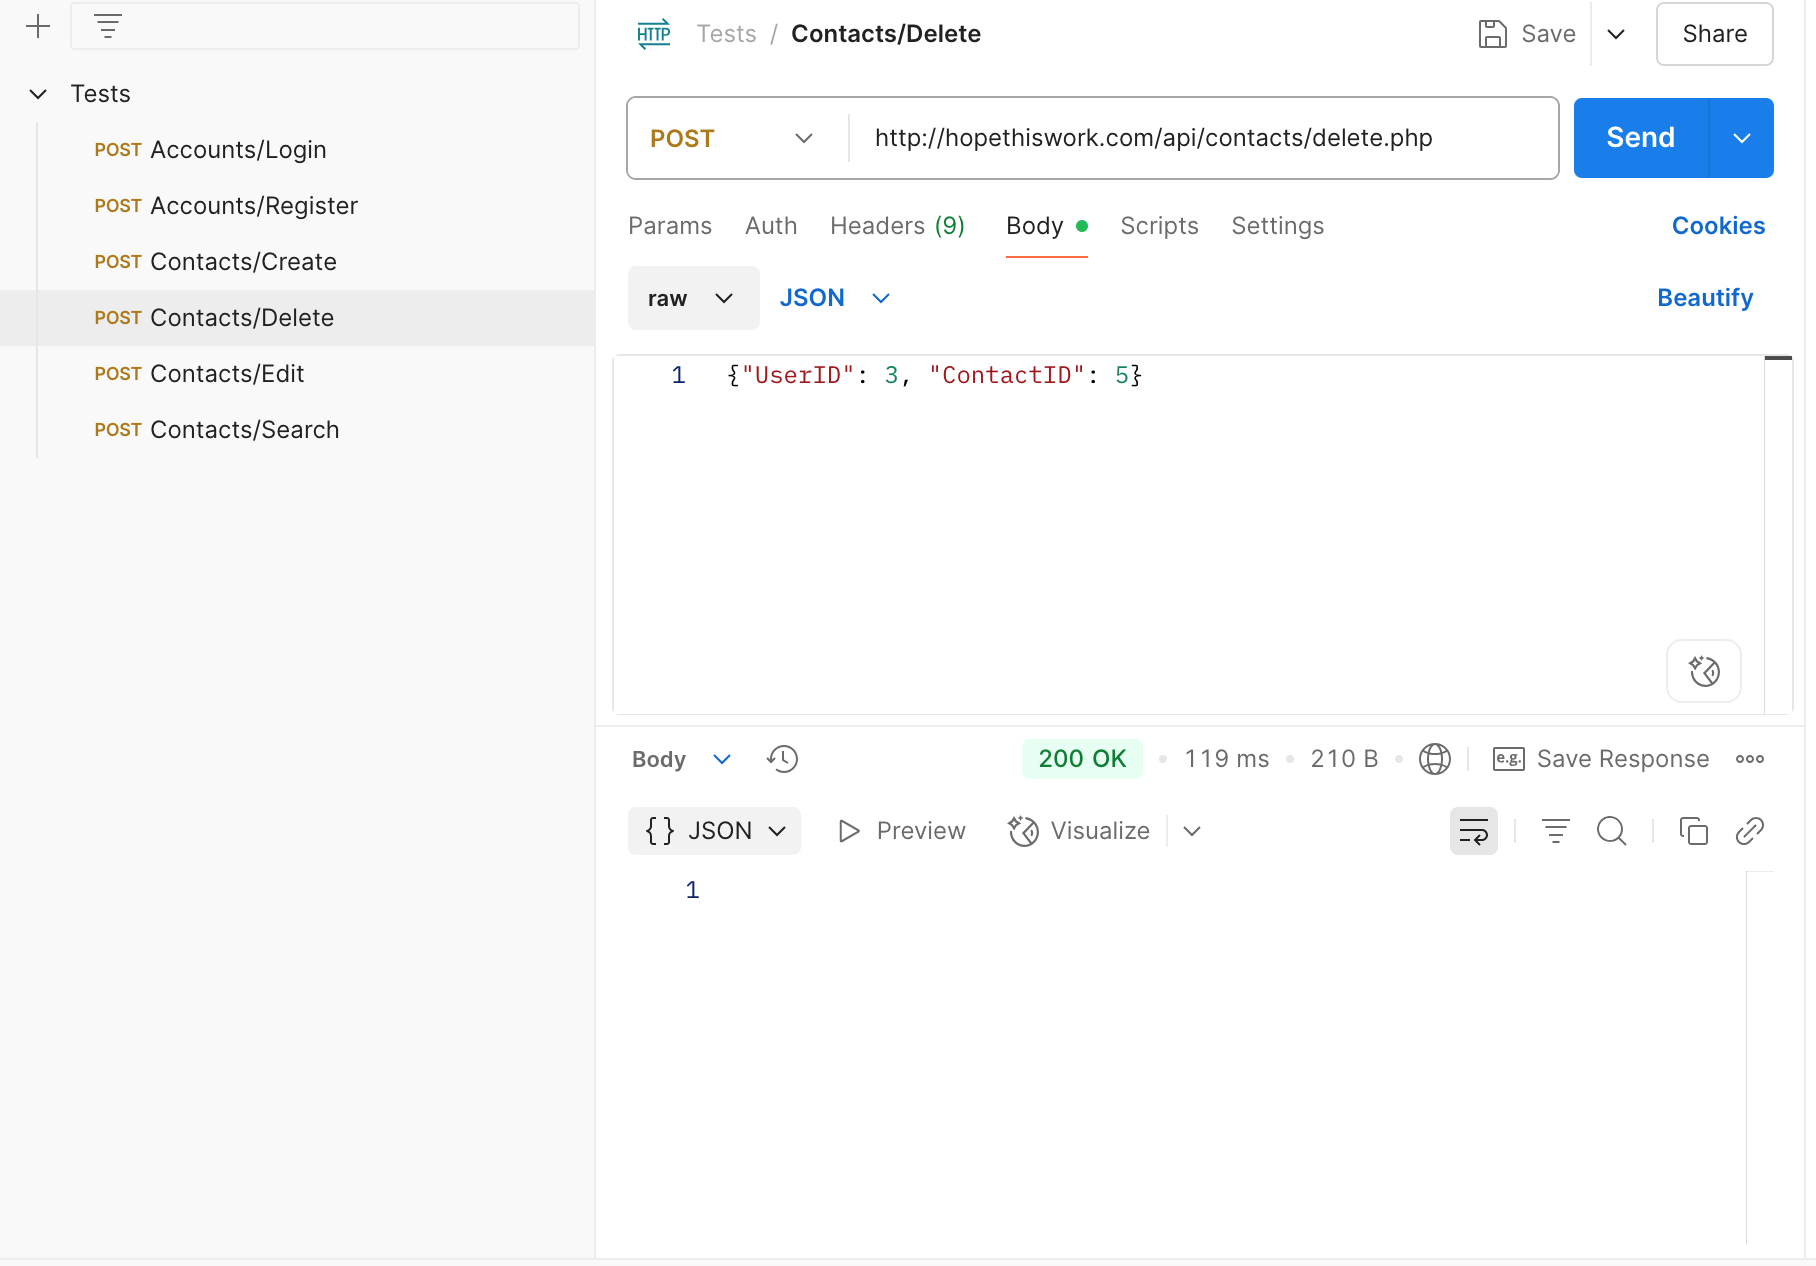 Tests
POST Accounts/Login
POST Accounts/Register
POST Contacts/Create
POST Contacts/Delete
POST Contacts/Edit
POST Contacts/Search
HTTP Tests / Contacts/Delete
Save
Share
POST http://hopethiswork.com/api/contacts/delete.php
Send
Params Auth Headers (9) Body Scripts Settings Cookies
raw JSON Beautify
1 {"UserID": 3, "ContactID": 5}
Body 200 OK 119 ms 210 B e.g. Save Response
{} JSON Preview Visualize
1